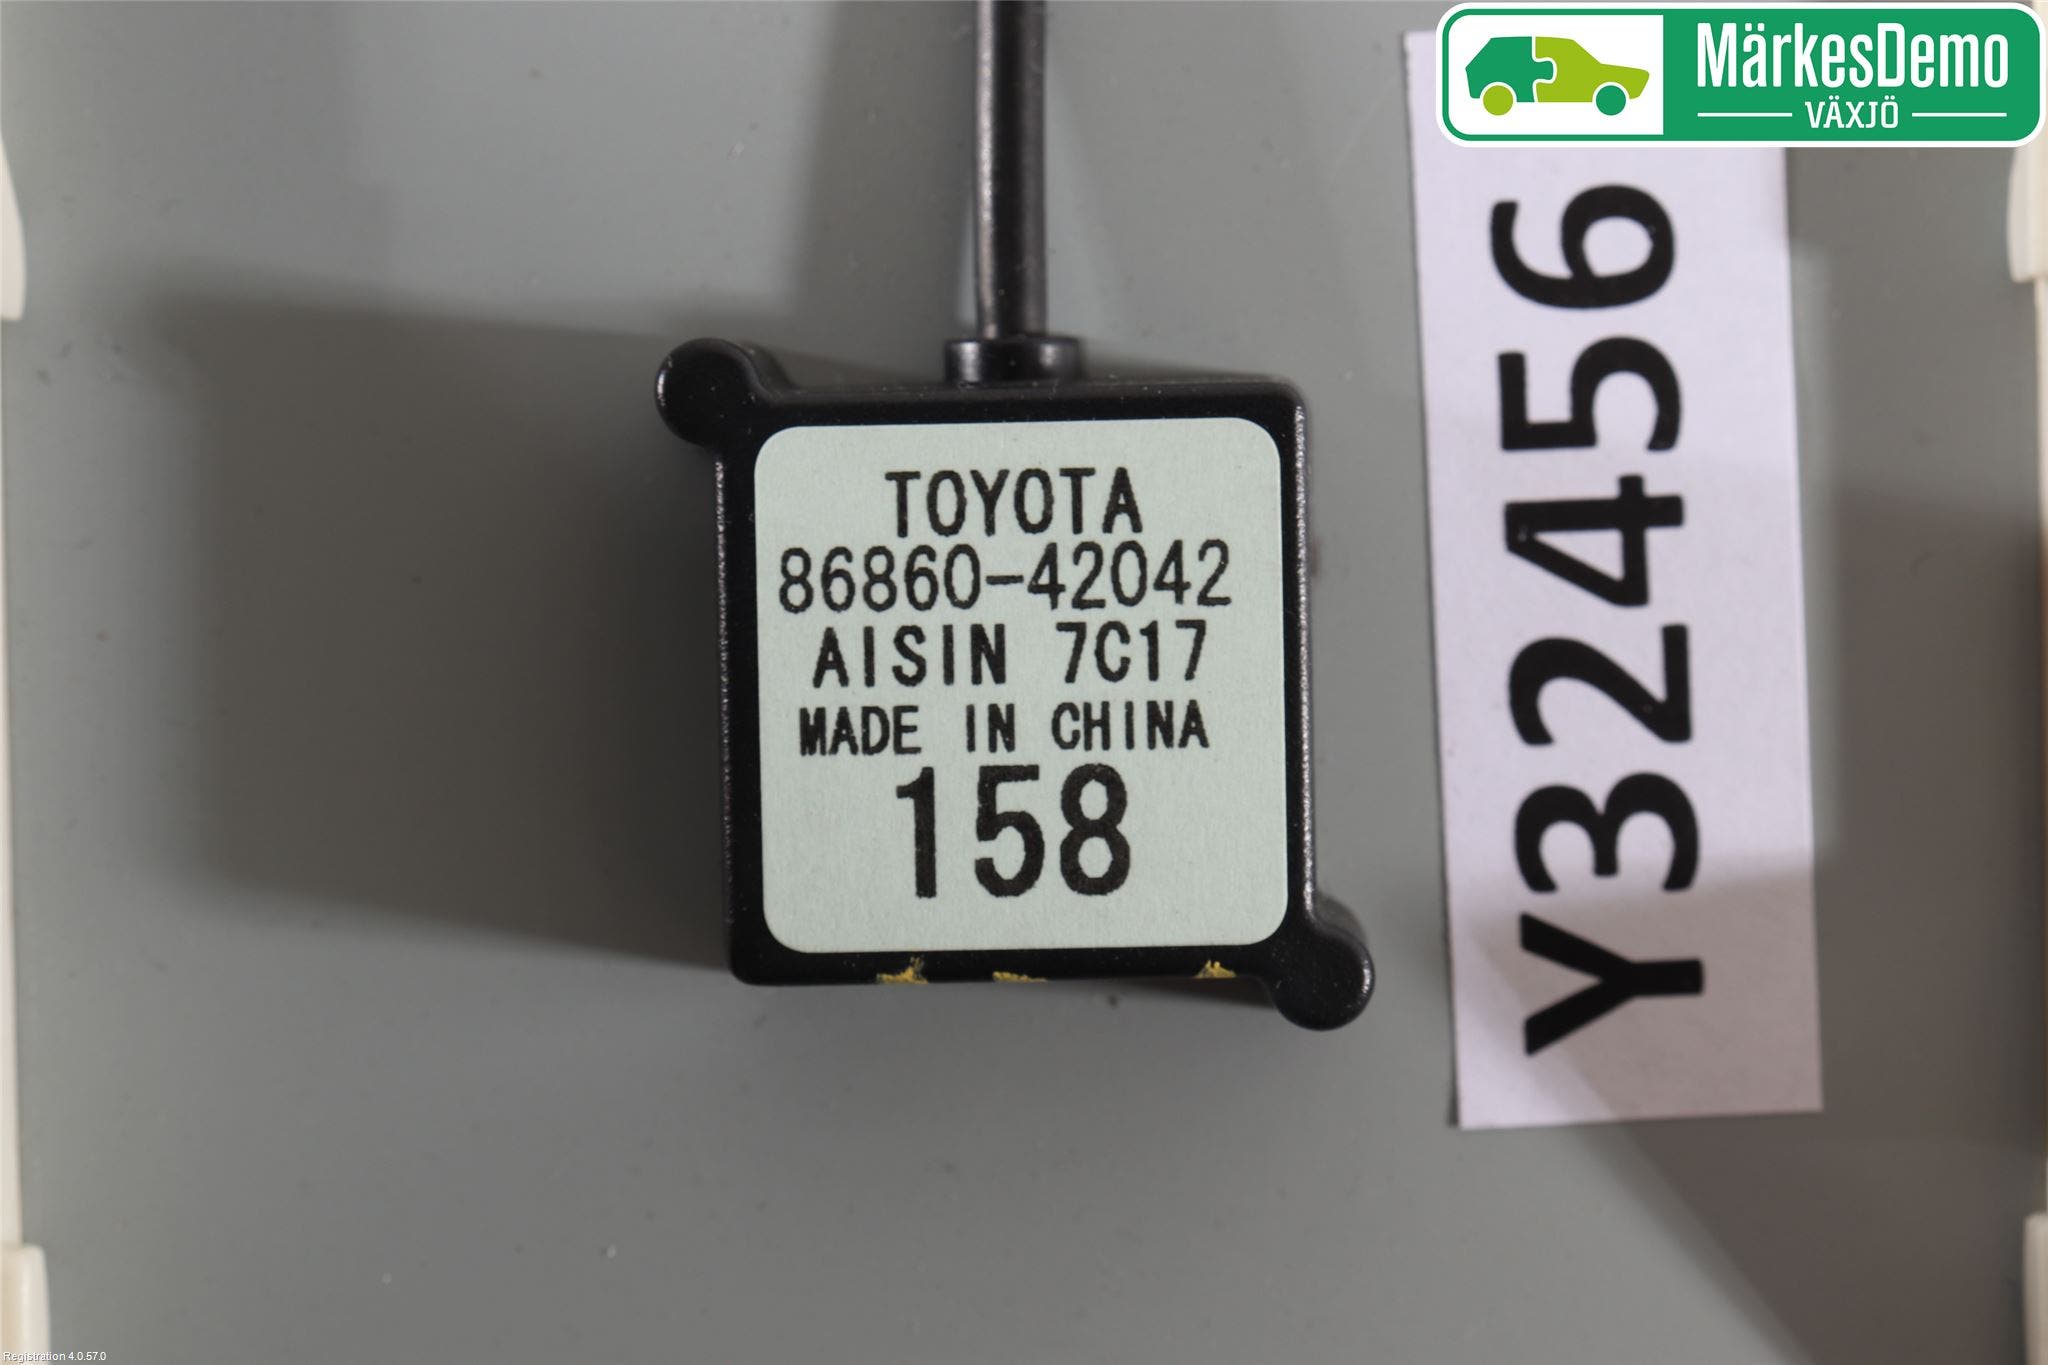 MärkesDemo
VÄXJÖ
TOYOTA
86860-42042
AISIN 7C17
MADE IN CHINA
158
Y32456
Registration 4.0.57.0